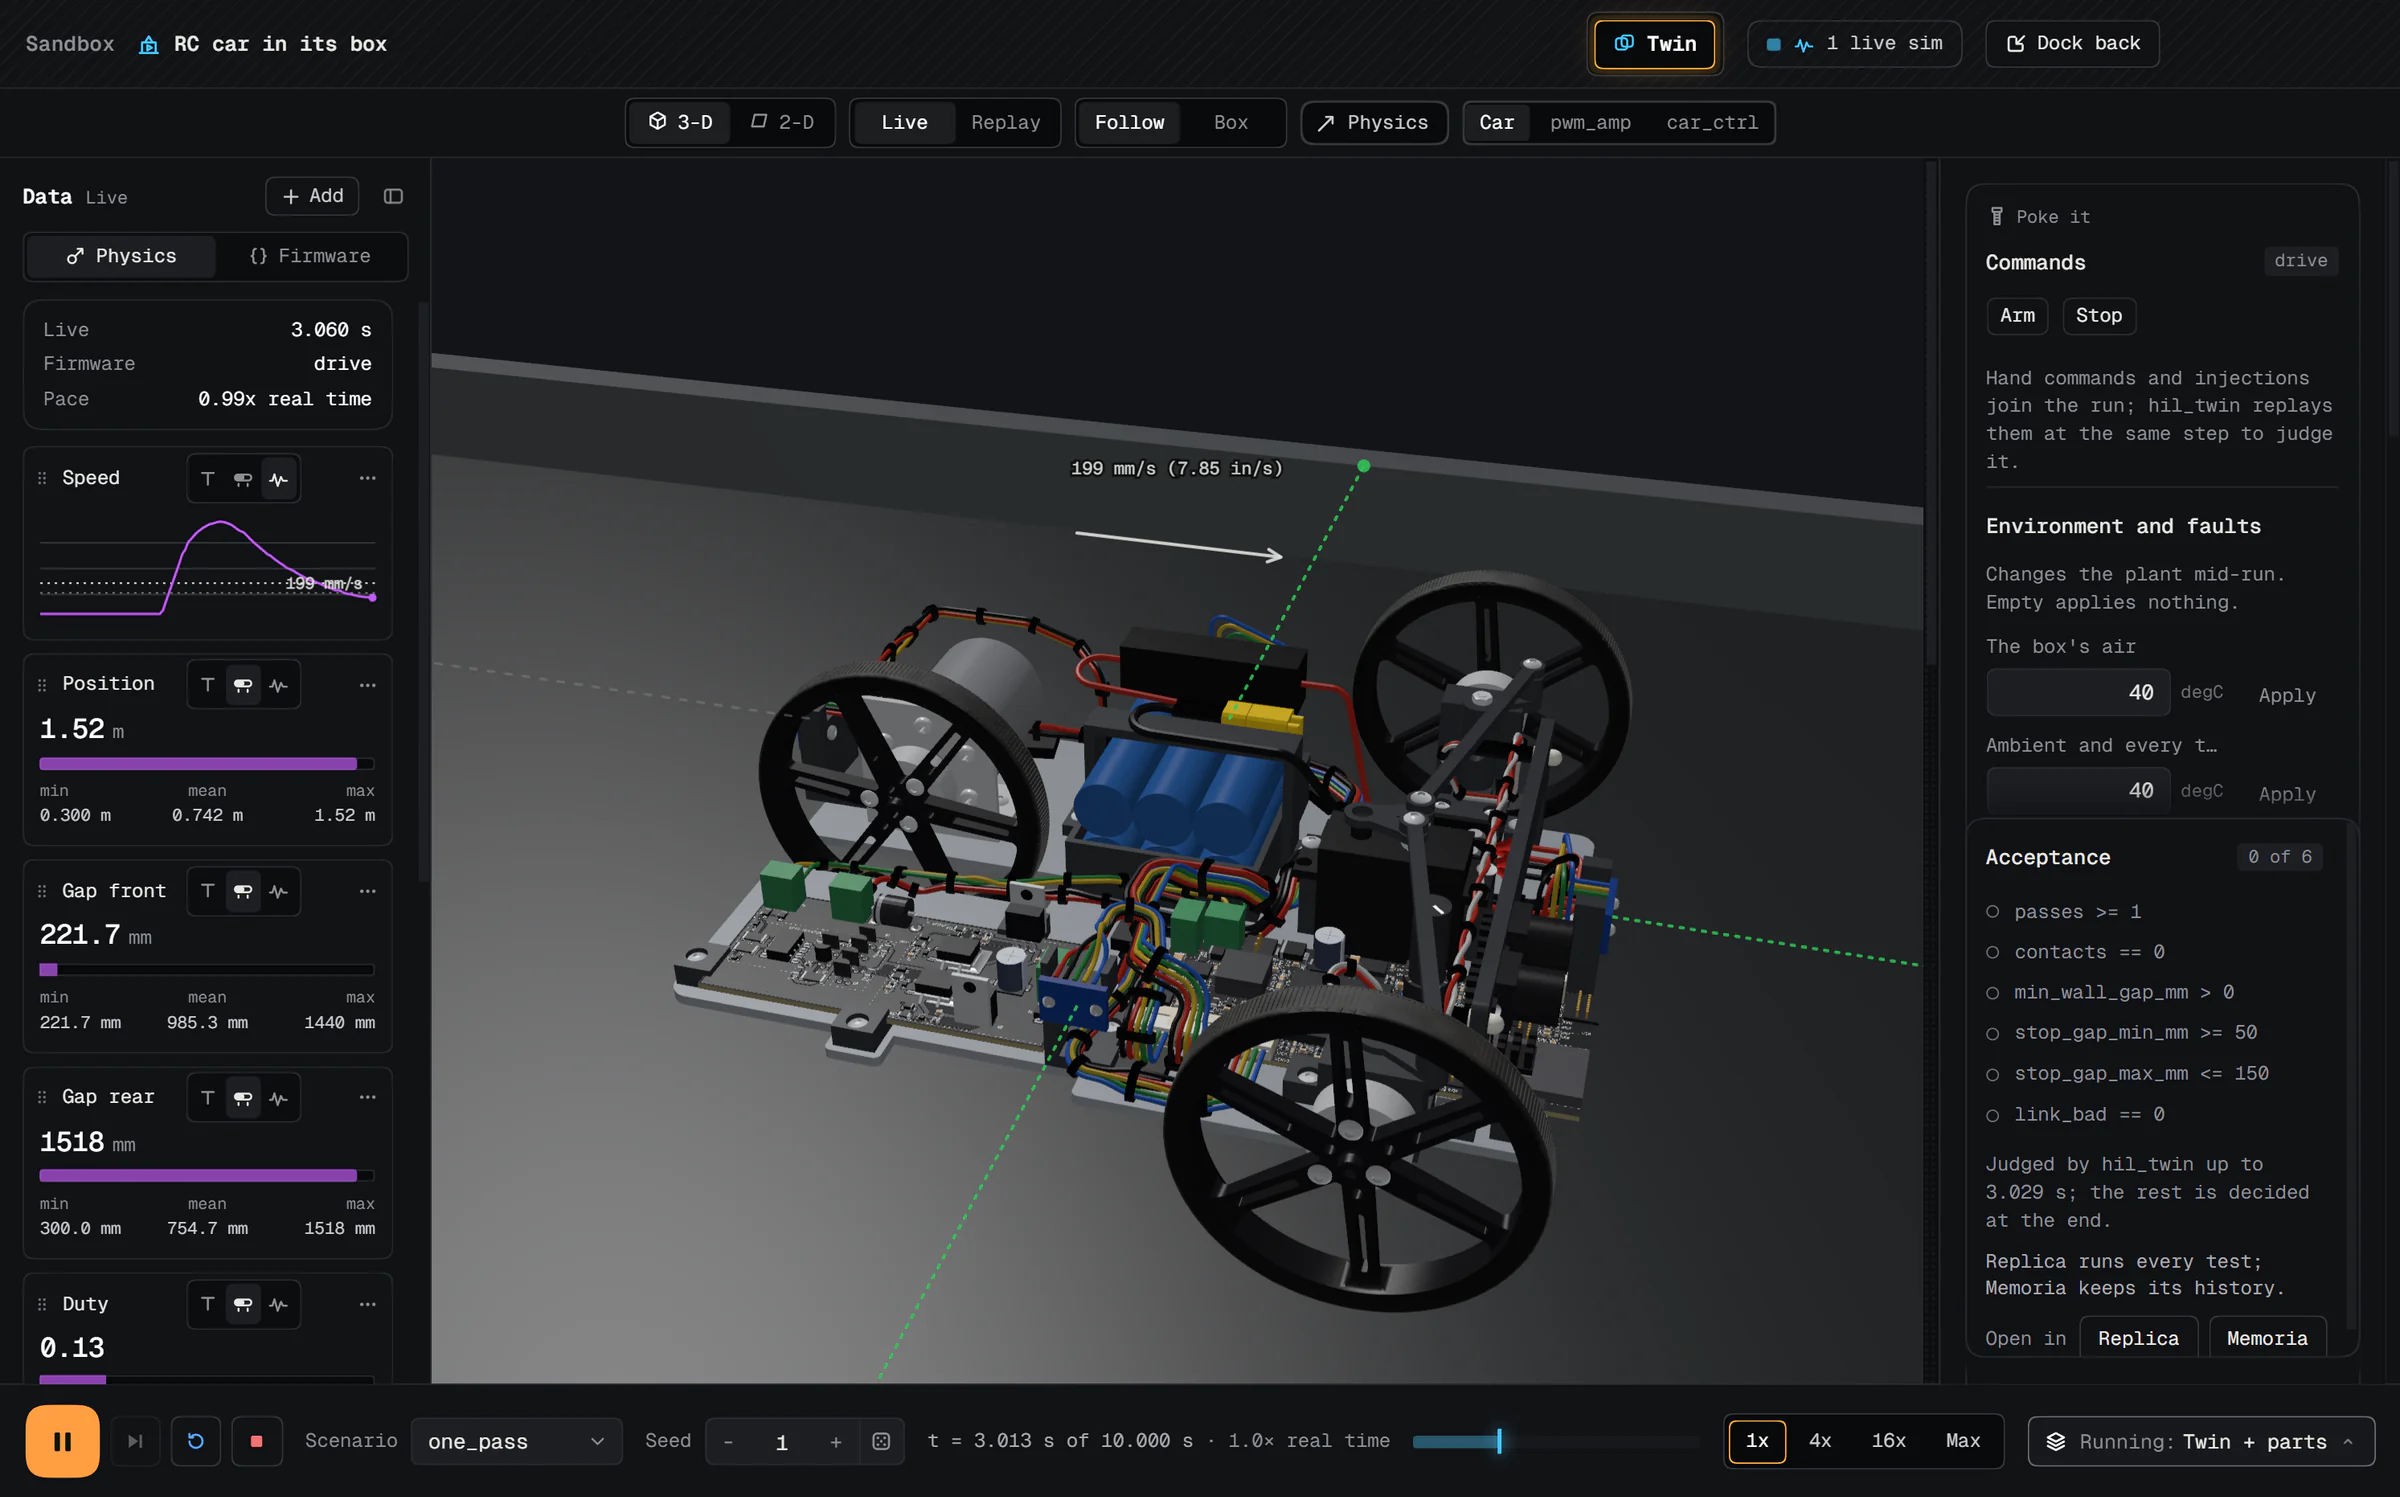 Sandbox RC car in its box Twin 1 live sim Dock back
3-D 2-D Live Replay Follow Box Physics Car pwm_amp car_ctrl
Data Live + Add
Physics {} Firmware
Live 3.060 s
Firmware drive
Pace 0.99x real time
Speed T
199 mm/s
Position T
1.52 m
min mean max
0.300 m 0.742 m 1.52 m
Gap front T
221.7 mm
min mean max
221.7 mm 985.3 mm 1440 mm
Gap rear T
1518 mm
min mean max
300.0 mm 754.7 mm 1518 mm
Duty T
0.13
199 mm/s (7.85 in/s)
Poke it
Commands drive
Arm Stop
Hand commands and injections
join the run; hil_twin replays
them at the same step to judge
it.
Environment and faults
Changes the plant mid-run.
Empty applies nothing.
The box's air
40 degC Apply
Ambient and every t…
40 degC Apply
Acceptance 0 of 6
passes >= 1
contacts == 0
min_wall_gap_mm > 0
stop_gap_min_mm >= 50
stop_gap_max_mm <= 150
link_bad == 0
Judged by hil_twin up to
3.029 s; the rest is decided
at the end.
Replica runs every test;
Memoria keeps its history.
Open in Replica Memoria
Scenario one_pass Seed - 1 + t = 3.013 s of 10.000 s · 1.0× real time 1x 4x 16x Max Running: Twin + parts